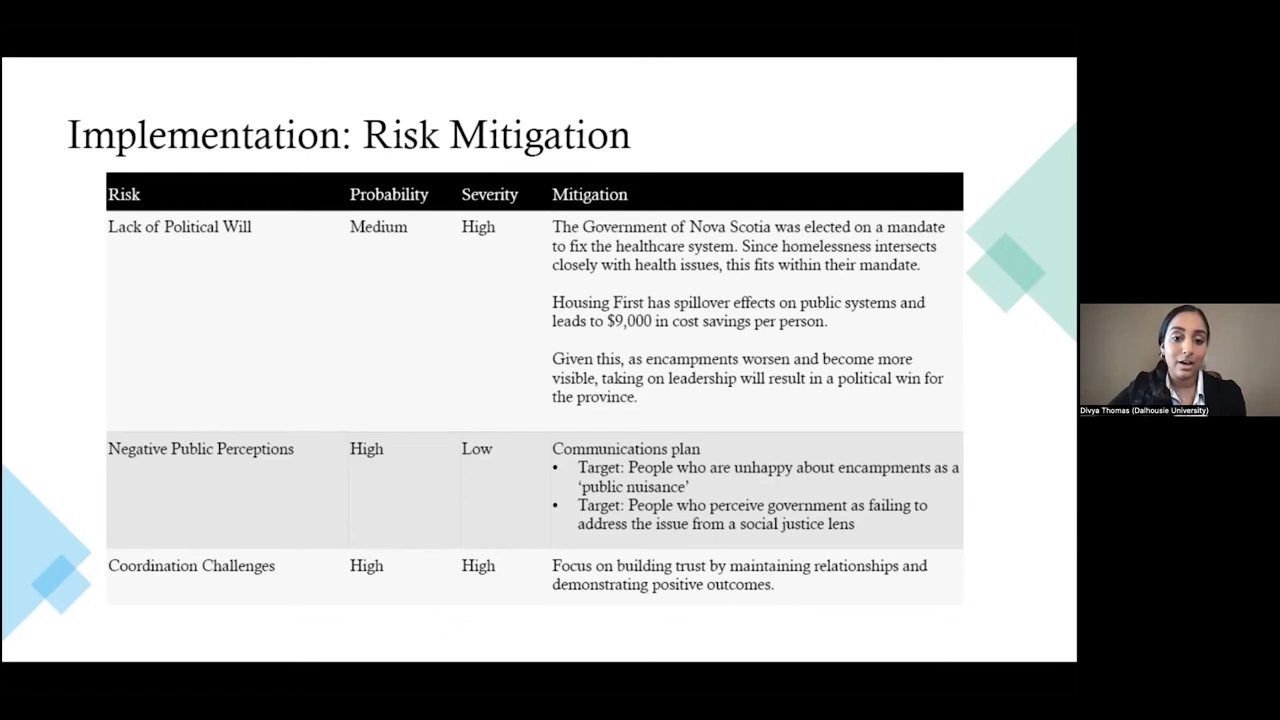 Implementation: Risk Mitigation
Risk Probability Severity Mitigation
Lack of Political Will Medium High The Government of Nova Scotia was elected on a mandate
to fix the healthcare system. Since homelessness intersects
closely with health issues, this fits within their mandate.
Housing First has spillover effects on public systems and
leads to $9,000 in cost savings per person.
Given this, as encampments worsen and become more
visible, taking on leadership will result in a political win for
the province.
Negative Public Perceptions High Low Communications plan
• Target: People who are unhappy about encampments as a
‘public nuisance’
• Target: People who perceive government as failing to
address the issue from a social justice lens
Coordination Challenges High High Focus on building trust by maintaining relationships and
demonstrating positive outcomes.
Divya Thomas (Dalhousie University)